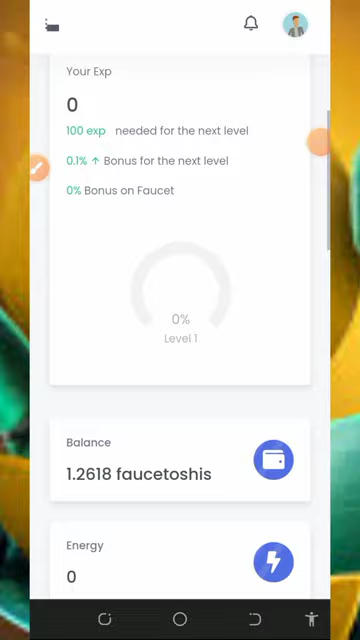 Your Exp
0
100 exp needed for the next level
0.1% ↑ Bonus for the next level
0% Bonus on Faucet
0%
Level 1
Balance
1.2618 faucetoshis
Energy
0